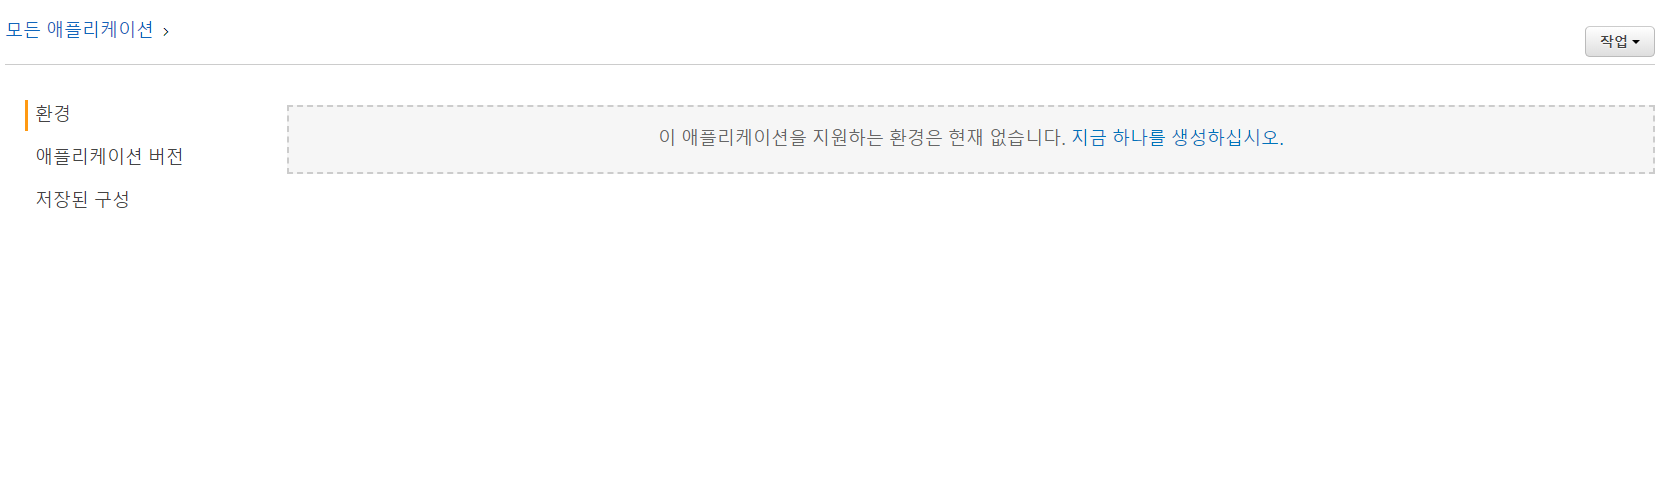 모든 애플리케이션 ›
작업
환경
이 애플리케이션을 지원하는 환경은 현재 없습니다. 지금 하나를 생성하십시오.
애플리케이션 버전
저장된 구성